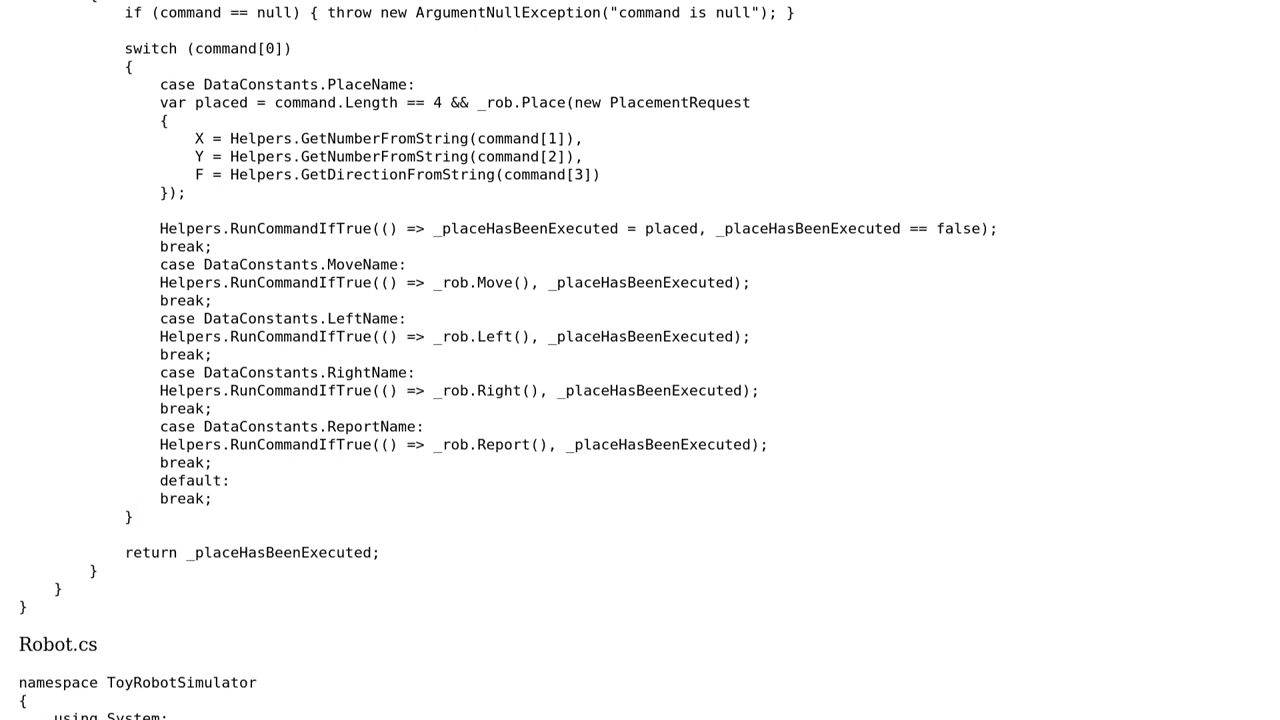 if (command == null) { throw new ArgumentNullException("command is null"); }
switch (command[0])
{
case DataConstants.PlaceName:
var placed = command.Length == 4 && _rob.Place(new PlacementRequest
{
X = Helpers.GetNumberFromString(command[1]),
Y = Helpers.GetNumberFromString(command[2]),
F = Helpers.GetDirectionFromString(command[3])
});
Helpers.RunCommandIfTrue(() => _placeHasBeenExecuted = placed, _placeHasBeenExecuted == false);
break;
case DataConstants.MoveName:
Helpers.RunCommandIfTrue(() => _rob.Move(), _placeHasBeenExecuted);
break;
case DataConstants.LeftName:
Helpers.RunCommandIfTrue(() => _rob.Left(), _placeHasBeenExecuted);
break;
case DataConstants.RightName:
Helpers.RunCommandIfTrue(() => _rob.Right(), _placeHasBeenExecuted);
break;
case DataConstants.ReportName:
Helpers.RunCommandIfTrue(() => _rob.Report(), _placeHasBeenExecuted);
break;
default:
break;
}
return _placeHasBeenExecuted;
}
}
}
Robot.cs
namespace ToyRobotSimulator
{
using System;